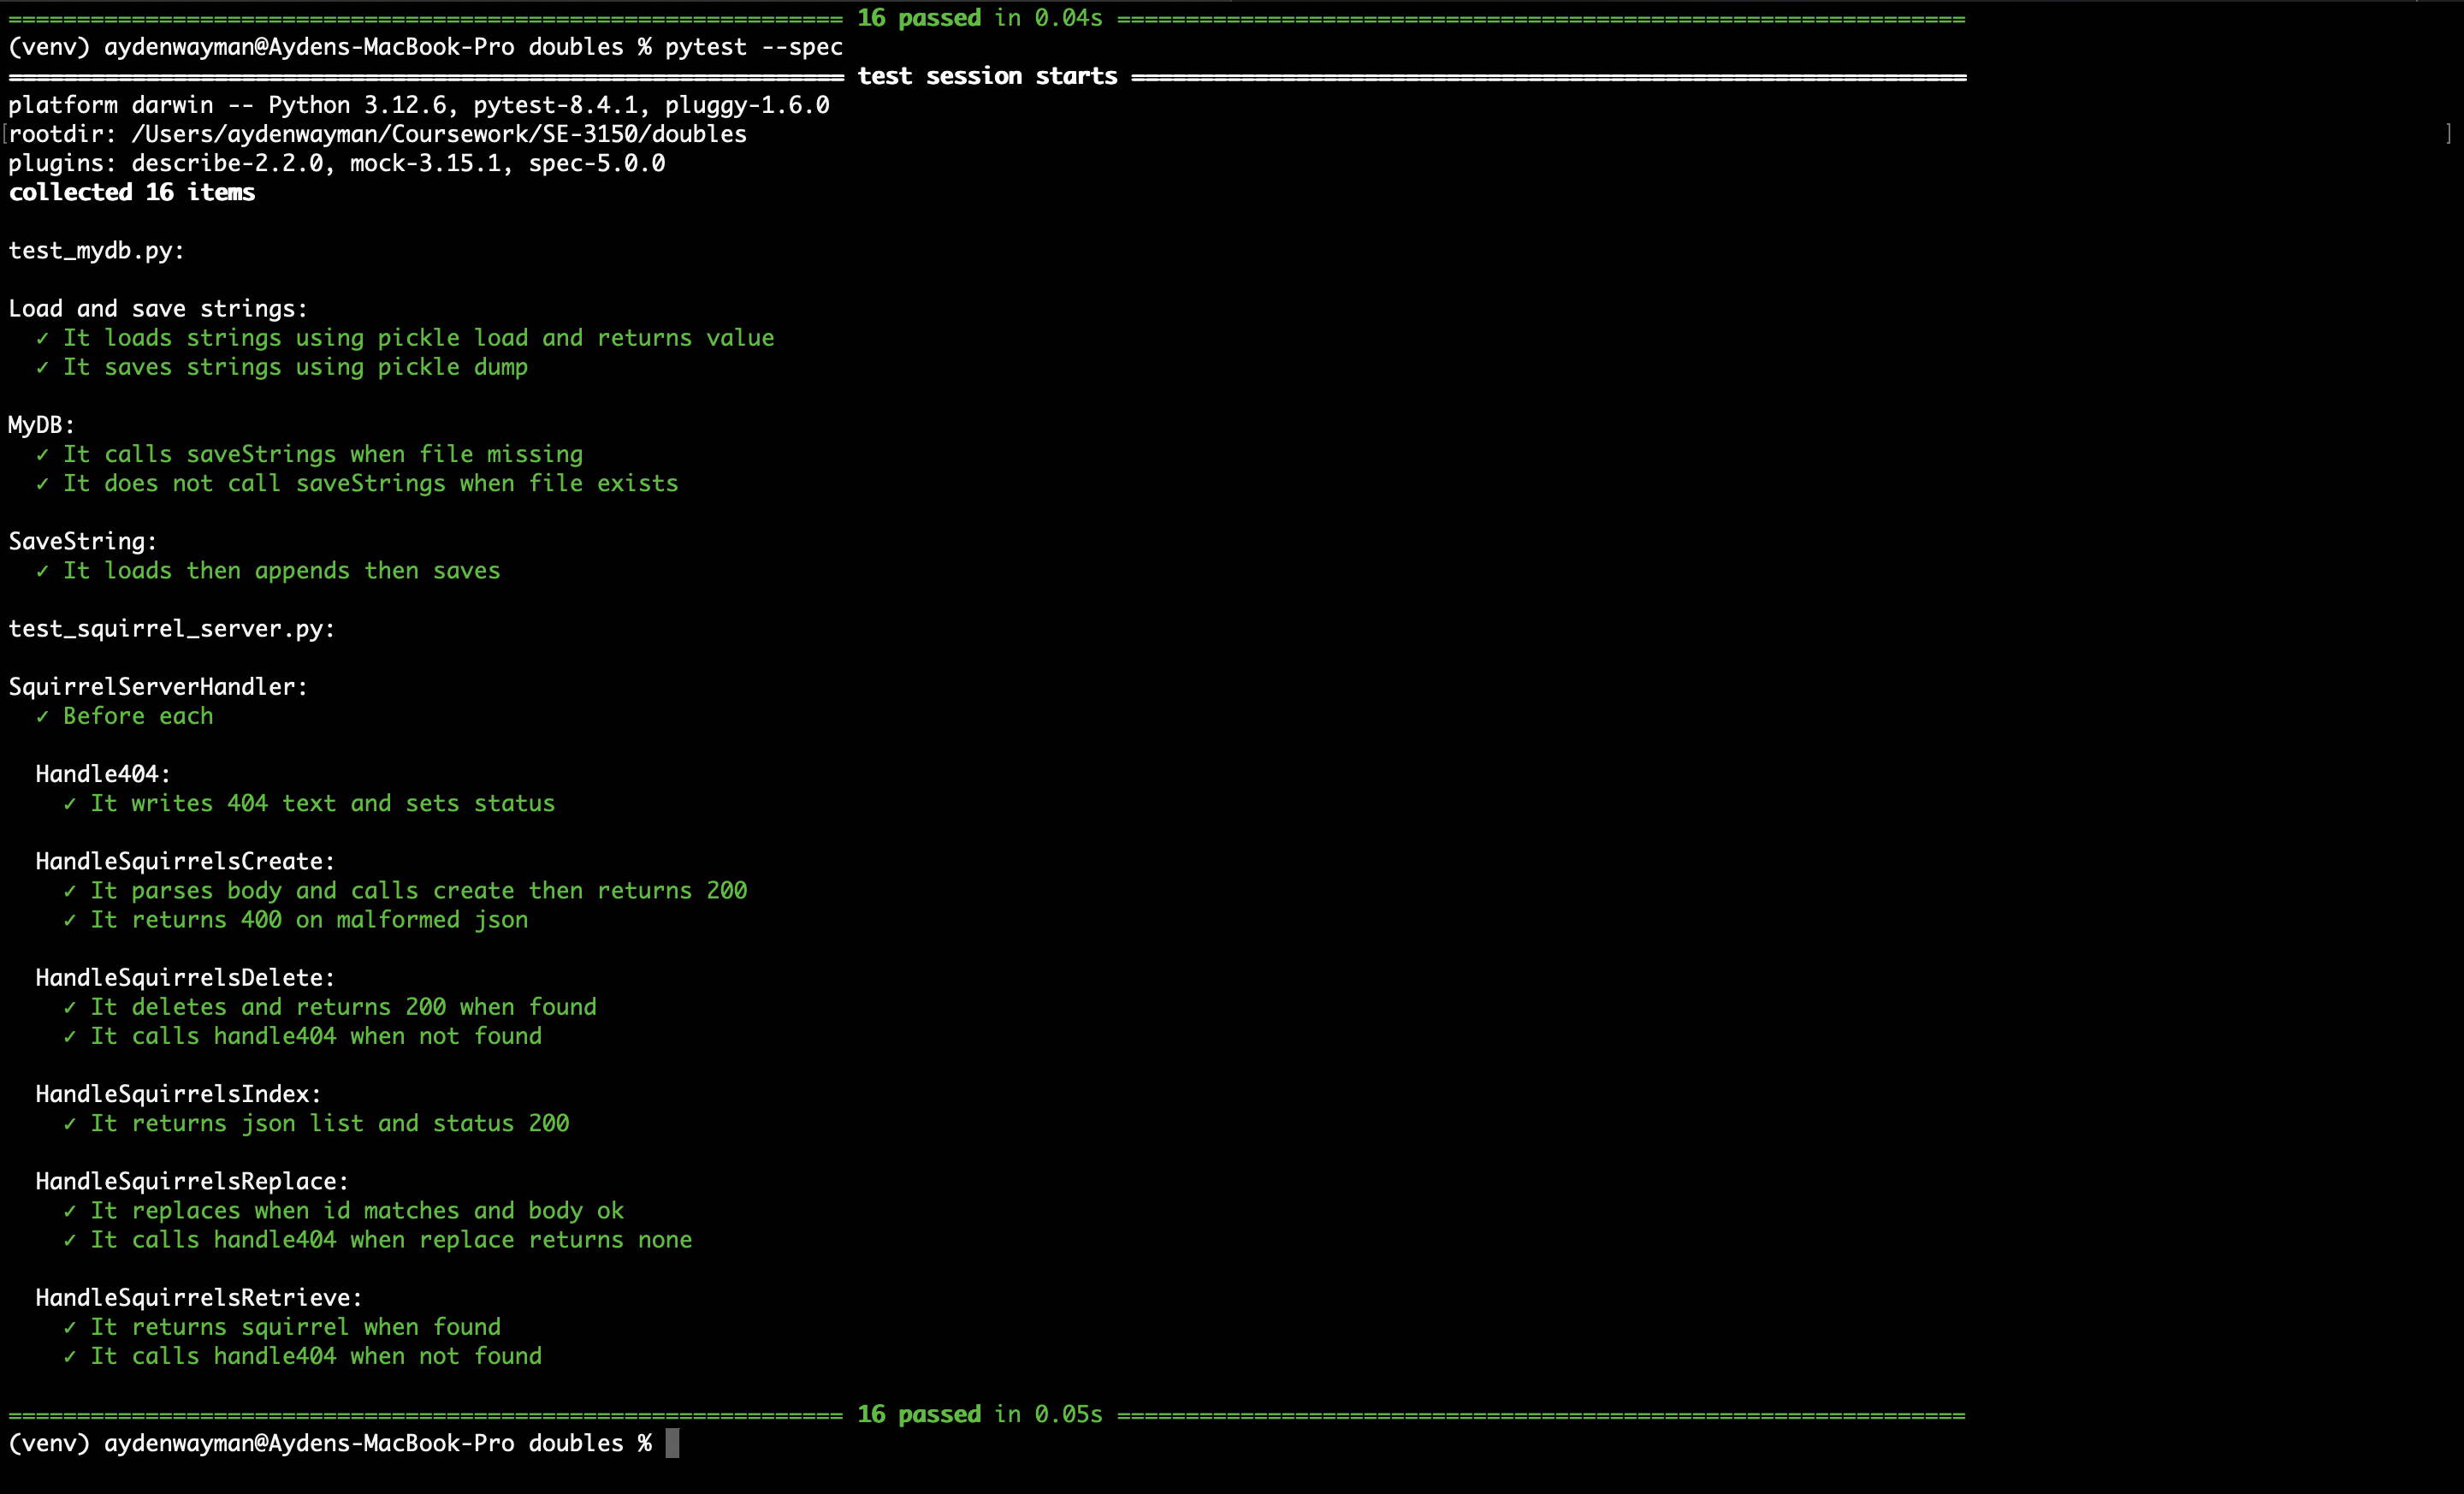 ============================================================= 16 passed in 0.04s ==============================================================
(venv) aydenwayman@Aydens-MacBook-Pro doubles % pytest --spec
============================================================= test session starts =============================================================
platform darwin -- Python 3.12.6, pytest-8.4.1, pluggy-1.6.0
[rootdir: /Users/aydenwayman/Coursework/SE-3150/doubles ]
plugins: describe-2.2.0, mock-3.15.1, spec-5.0.0
collected 16 items
test_mydb.py:
Load and save strings:
✓ It loads strings using pickle load and returns value
✓ It saves strings using pickle dump
MyDB:
✓ It calls saveStrings when file missing
✓ It does not call saveStrings when file exists
SaveString:
✓ It loads then appends then saves
test_squirrel_server.py:
SquirrelServerHandler:
✓ Before each
Handle404:
✓ It writes 404 text and sets status
HandleSquirrelsCreate:
✓ It parses body and calls create then returns 200
✓ It returns 400 on malformed json
HandleSquirrelsDelete:
✓ It deletes and returns 200 when found
✓ It calls handle404 when not found
HandleSquirrelsIndex:
✓ It returns json list and status 200
HandleSquirrelsReplace:
✓ It replaces when id matches and body ok
✓ It calls handle404 when replace returns none
HandleSquirrelsRetrieve:
✓ It returns squirrel when found
✓ It calls handle404 when not found
============================================================= 16 passed in 0.05s ==============================================================
(venv) aydenwayman@Aydens-MacBook-Pro doubles %